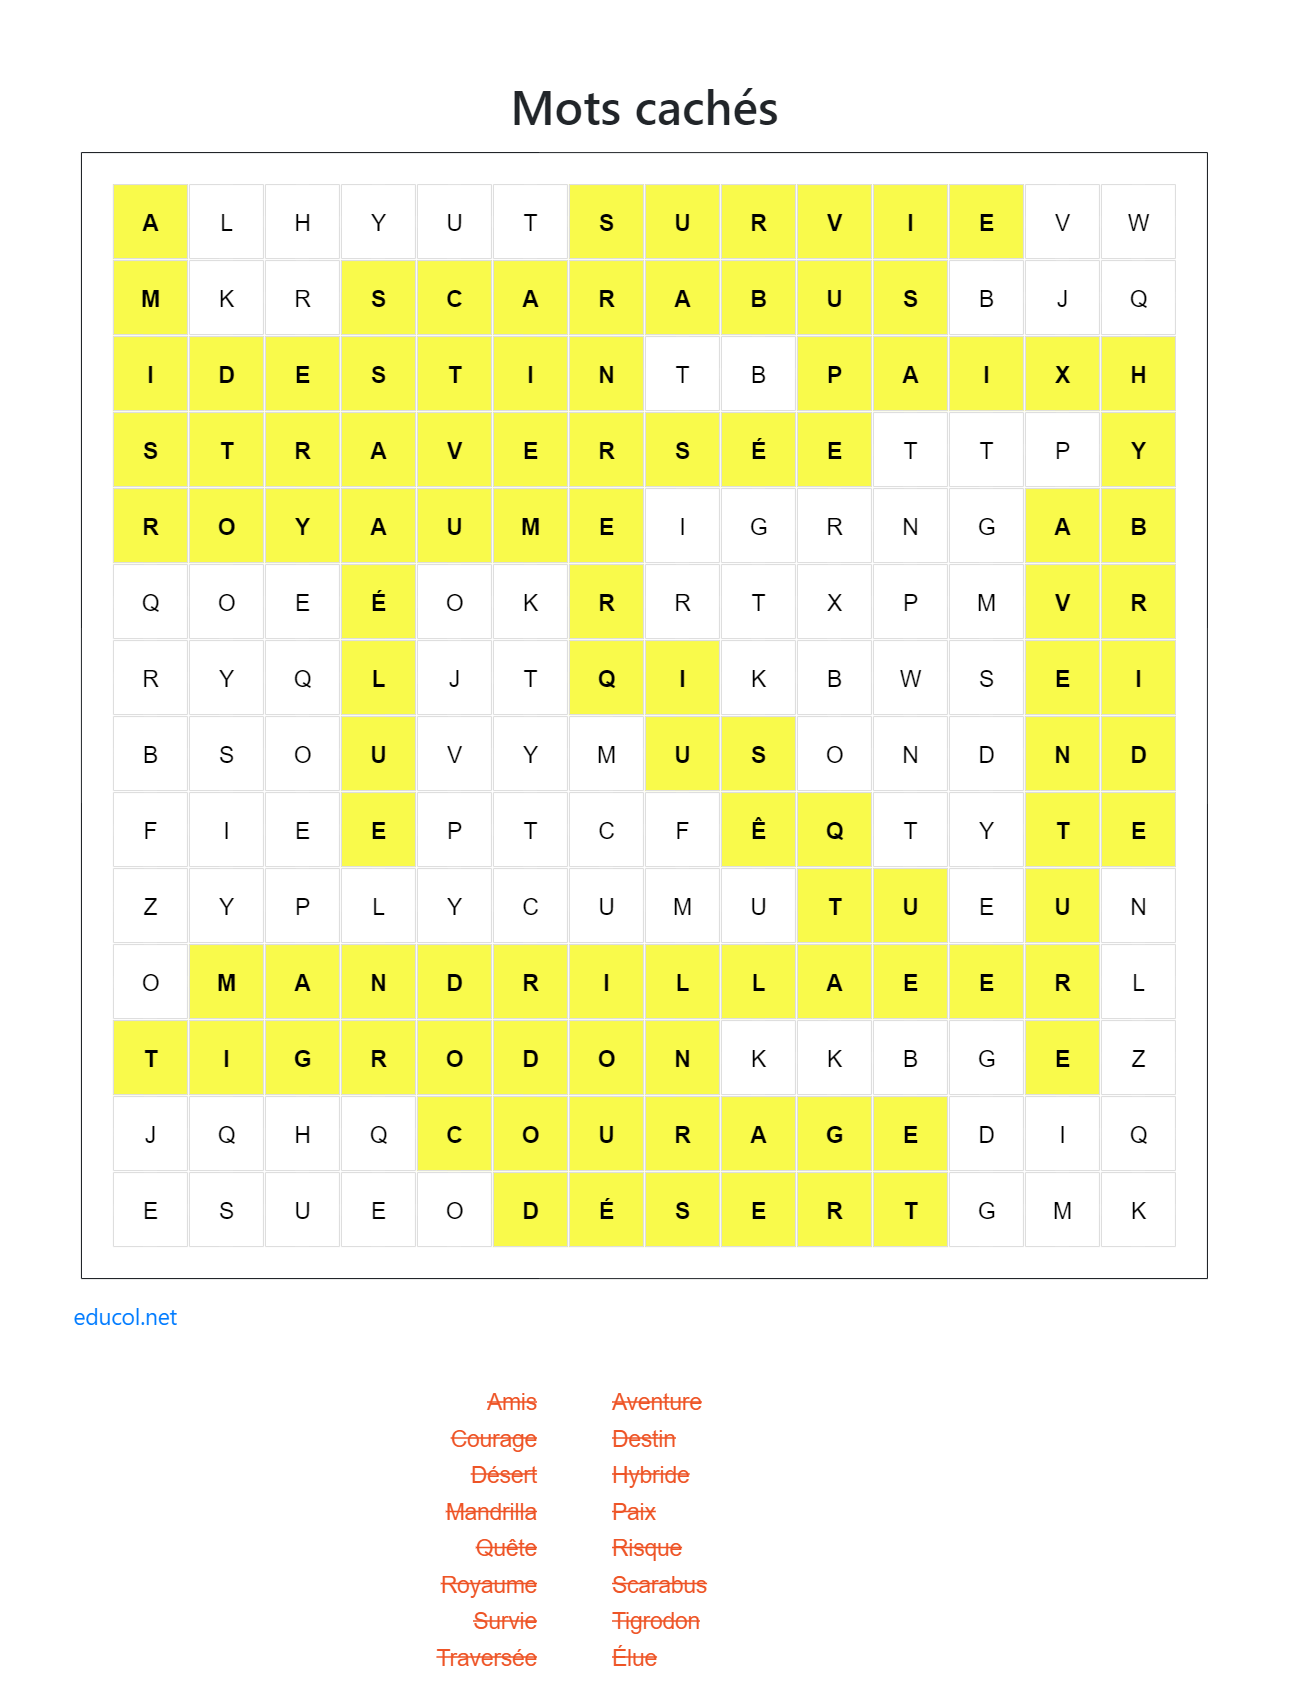 Mots cachés
A L H Y U T S U R V I E V W
M K R S C A R A B U S B J Q
I D E S T I N T B P A I X H
S T R A V E R S É E T T P Y
R O Y A U M E I G R N G A B
Q O E É O K R R T X P M V R
R Y Q L J T Q I K B W S E I
B S O U V Y M U S O N D N D
F I E E P T C F Ê Q T Y T E
Z Y P L Y C U M U T U E U N
O M A N D R I L L A E E R L
T I G R O D O N K K B G E Z
J Q H Q C O U R A G E D I Q
E S U E O D É S E R T G M K
educol.net
Amis Aventure
Courage Destin
Désert Hybride
Mandrilla Paix
Quête Risque
Royaume Scarabus
Survie Tigrodon
Traversée Élue